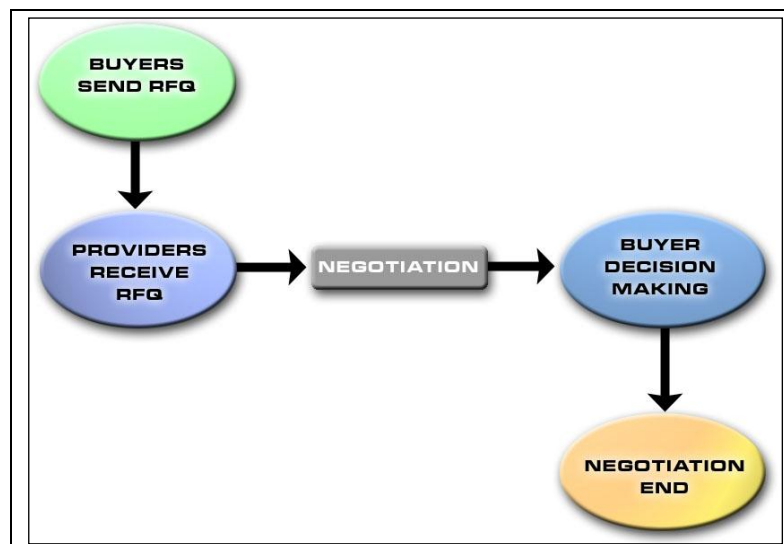 BUYERS
SEND RFQ
PROVIDERS
RECEIVE
RFQ
NEGOTIATION
BUYER
DECISION
MAKING
NEGOTIATION
END